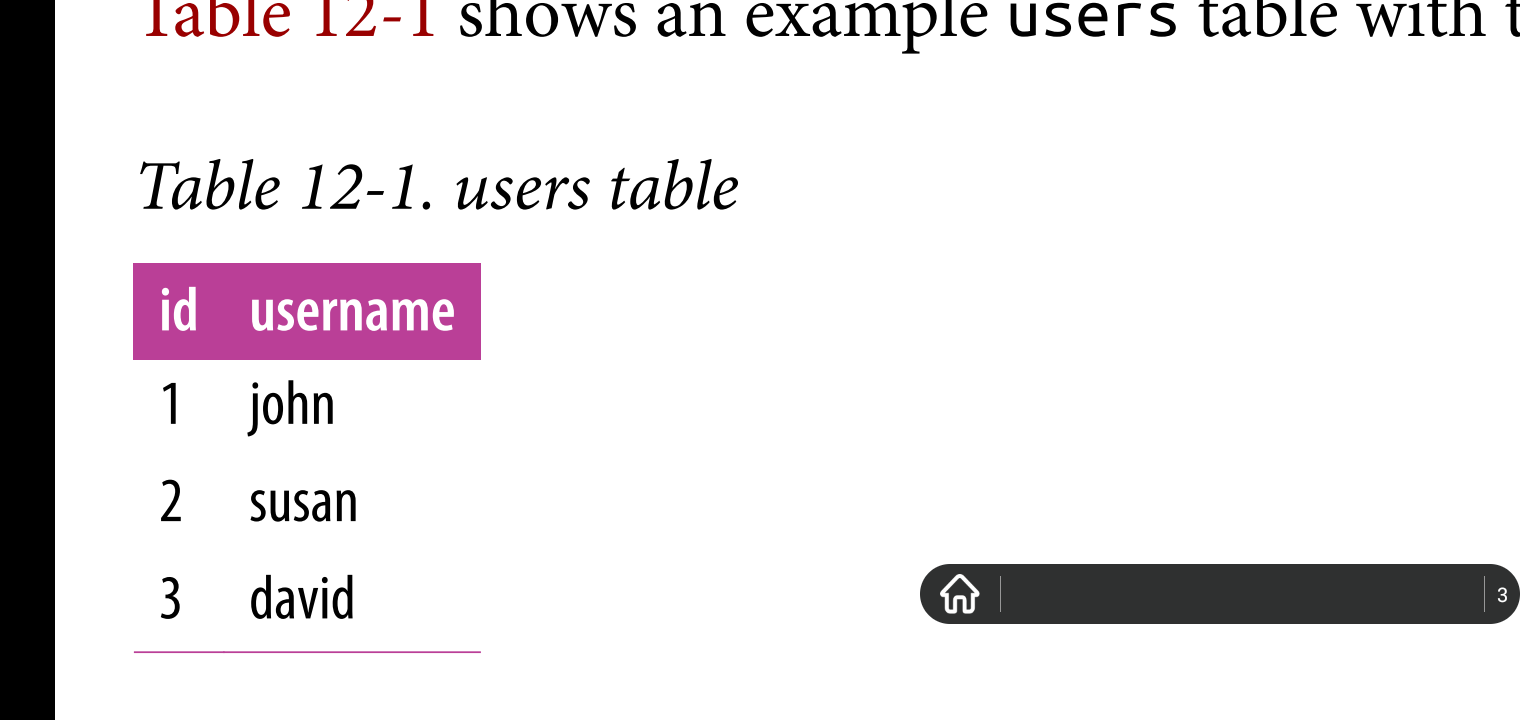 Table 12-1 shows an example users table with t
Table 12-1. users table
id username
1 john
2 susan
3 david
3